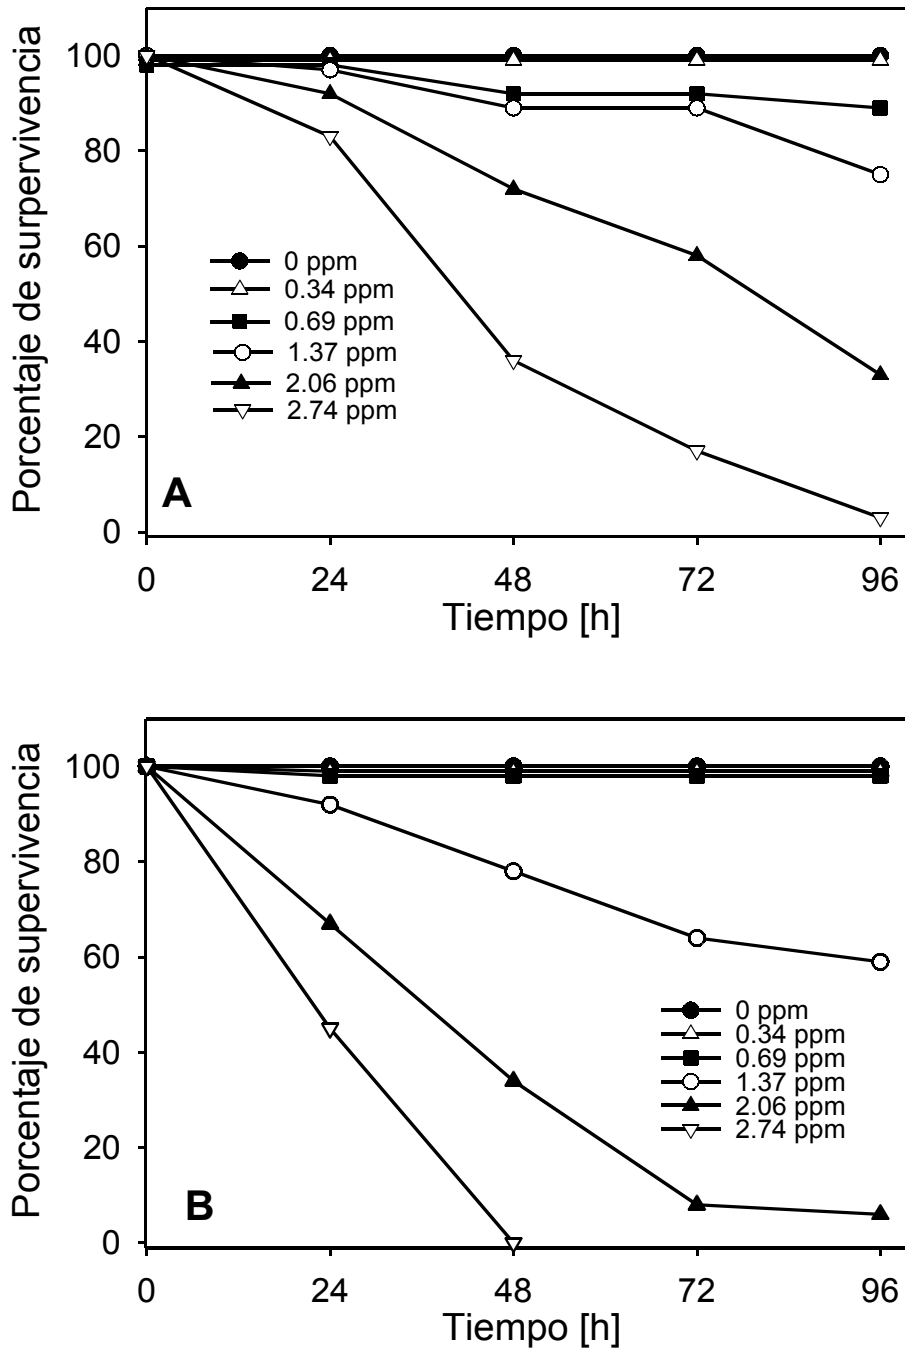 Porcentaje de surpervivencia
100
80
60
40
20
0
0 ppm
0.34 ppm
0.69 ppm
1.37 ppm
2.06 ppm
2.74 ppm
A
0 24 48 72 96
Tiempo [h]
Porcentaje de supervivencia
100
80
60
40
20
0
0 ppm
0.34 ppm
0.69 ppm
1.37 ppm
2.06 ppm
2.74 ppm
B
0 24 48 72 96
Tiempo [h]